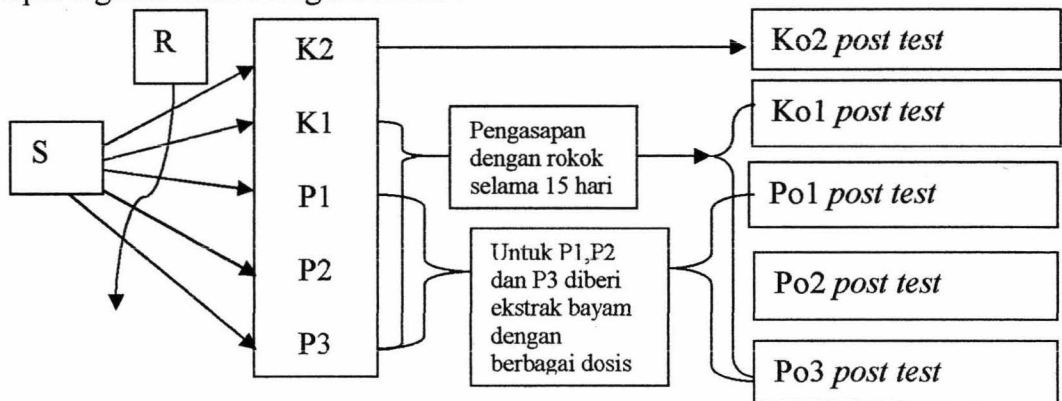 R
S
K2
K1
P1
P2
P3
Pengasapan
dengan rokok
selama 15 hari
Untuk P1,P2
dan P3 diberi
ekstrak bayam
dengan
berbagai dosis
Ko2 post test
Ko1 post test
Po1 post test
Po2 post test
Po3 post test